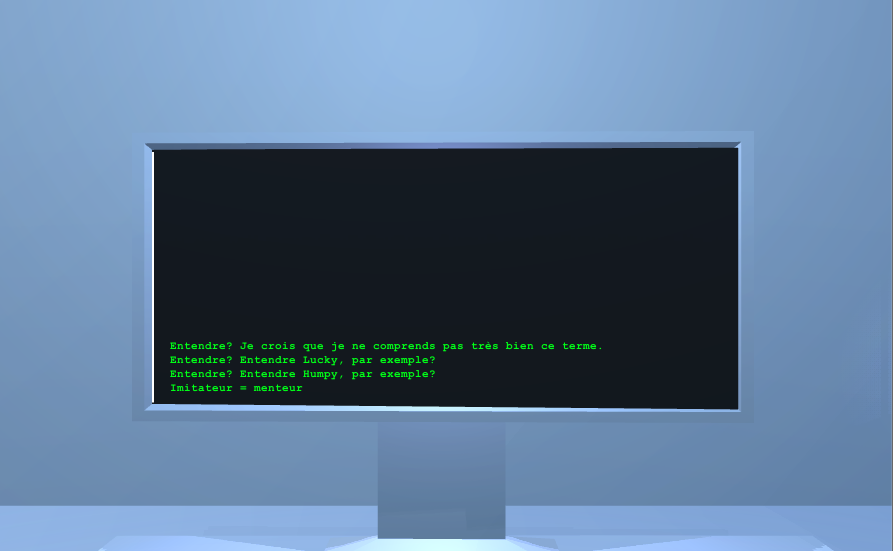 Entendre? Je crois que je ne comprends pas très bien ce terme.
Entendre? Entendre Lucky, par exemple?
Entendre? Entendre Humpy, par exemple?
Imitateur = menteur